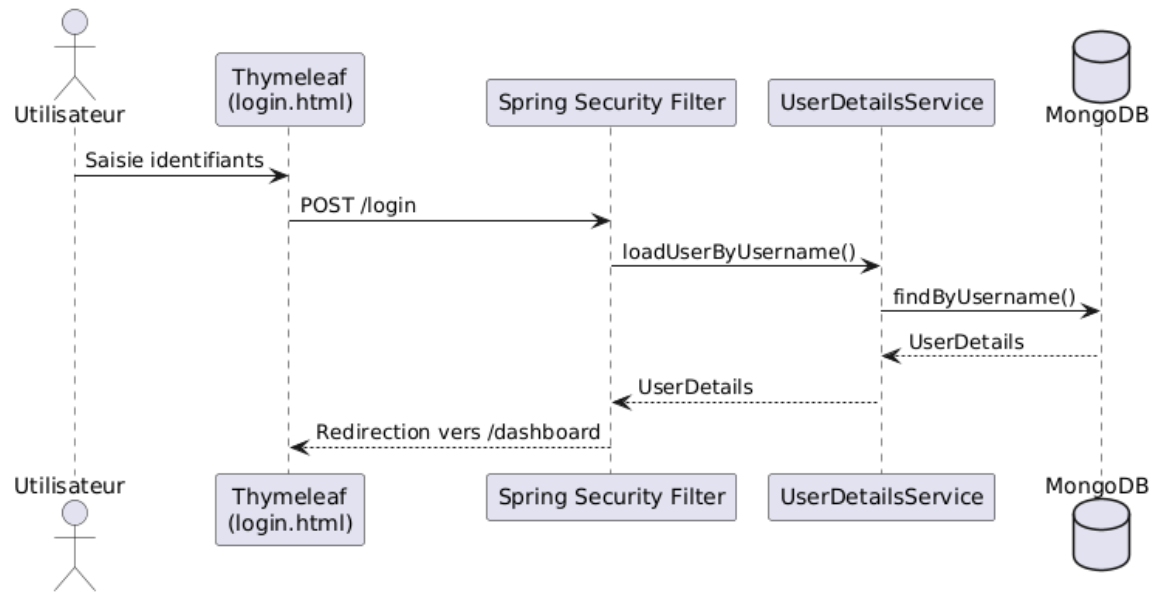 Utilisateur
Thymeleaf
(login.html)
Spring Security Filter
UserDetailsService
MongoDB
Saisie identifiants
POST /login
loadUserByUsername()
findByUsername()
UserDetails
UserDetails
Redirection vers /dashboard
Utilisateur
Thymeleaf
(login.html)
Spring Security Filter
UserDetailsService
MongoDB